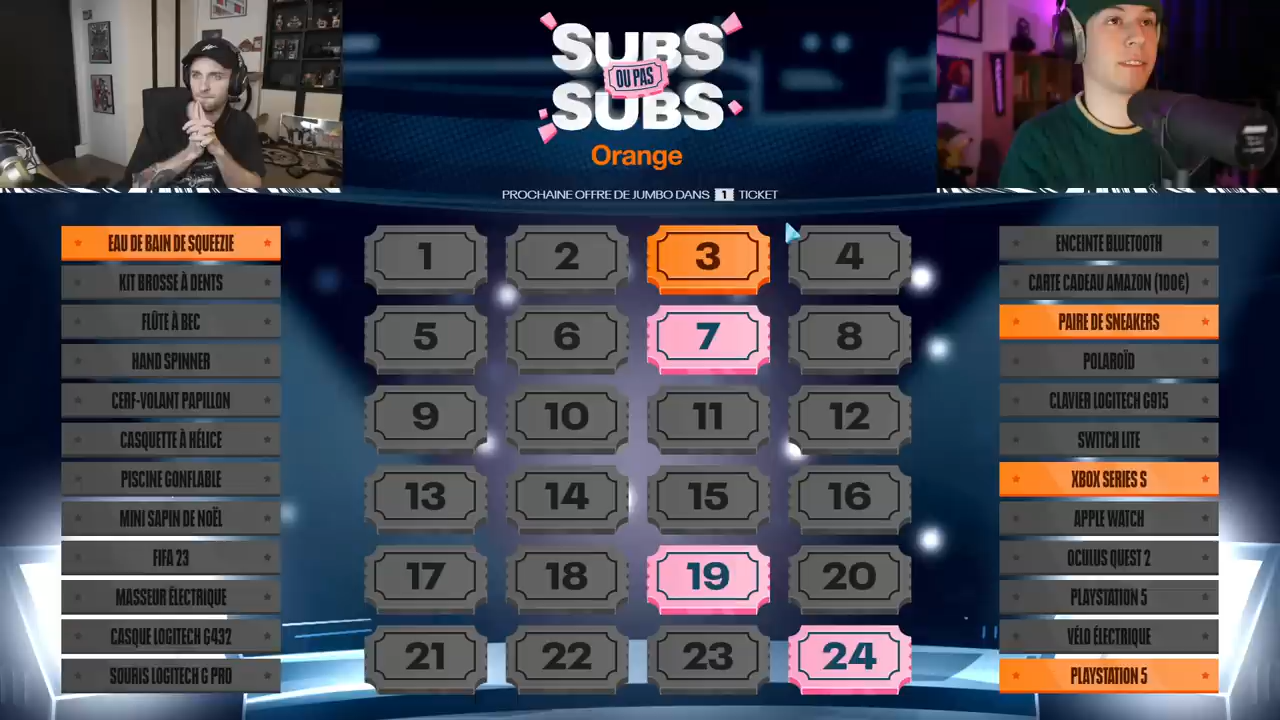 SUBS
OU PAS
SUBS
Orange
PROCHAINE OFFRE DE JUMBO DANS 1 TICKET
EAU DE BAIN DE SQUEEZIE
KIT BROSSE À DENTS
FLÛTE À BEC
HAND SPINNER
CERF-VOLANT PAPILLON
CASQUETTE À HÉLICE
PISCINE GONFLABLE
MINI SAPIN DE NOËL
FIFA 23
MASSEUR ÉLECTRIQUE
CASQUE LOGITECH G432
SOURIS LOGITECH G PRO
1 2 3 4
5 6 7 8
9 10 11 12
13 14 15 16
17 18 19 20
21 22 23 24
ENCEINTE BLUETOOTH
CARTE CADEAU AMAZON (100€)
PAIRE DE SNEAKERS
POLAROÏD
CLAVIER LOGITECH G915
SWITCH LITE
XBOX SERIES S
APPLE WATCH
OCULUS QUEST 2
PLAYSTATION 5
VÉLO ÉLECTRIQUE
PLAYSTATION 5